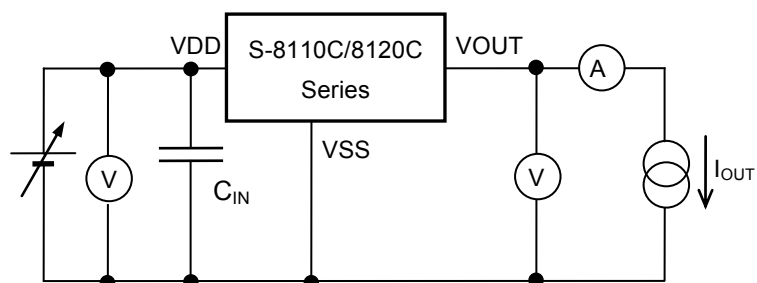 VDD
S-8110C/8120C
Series
VOUT
A
VSS
V
CIN
V
IOUT